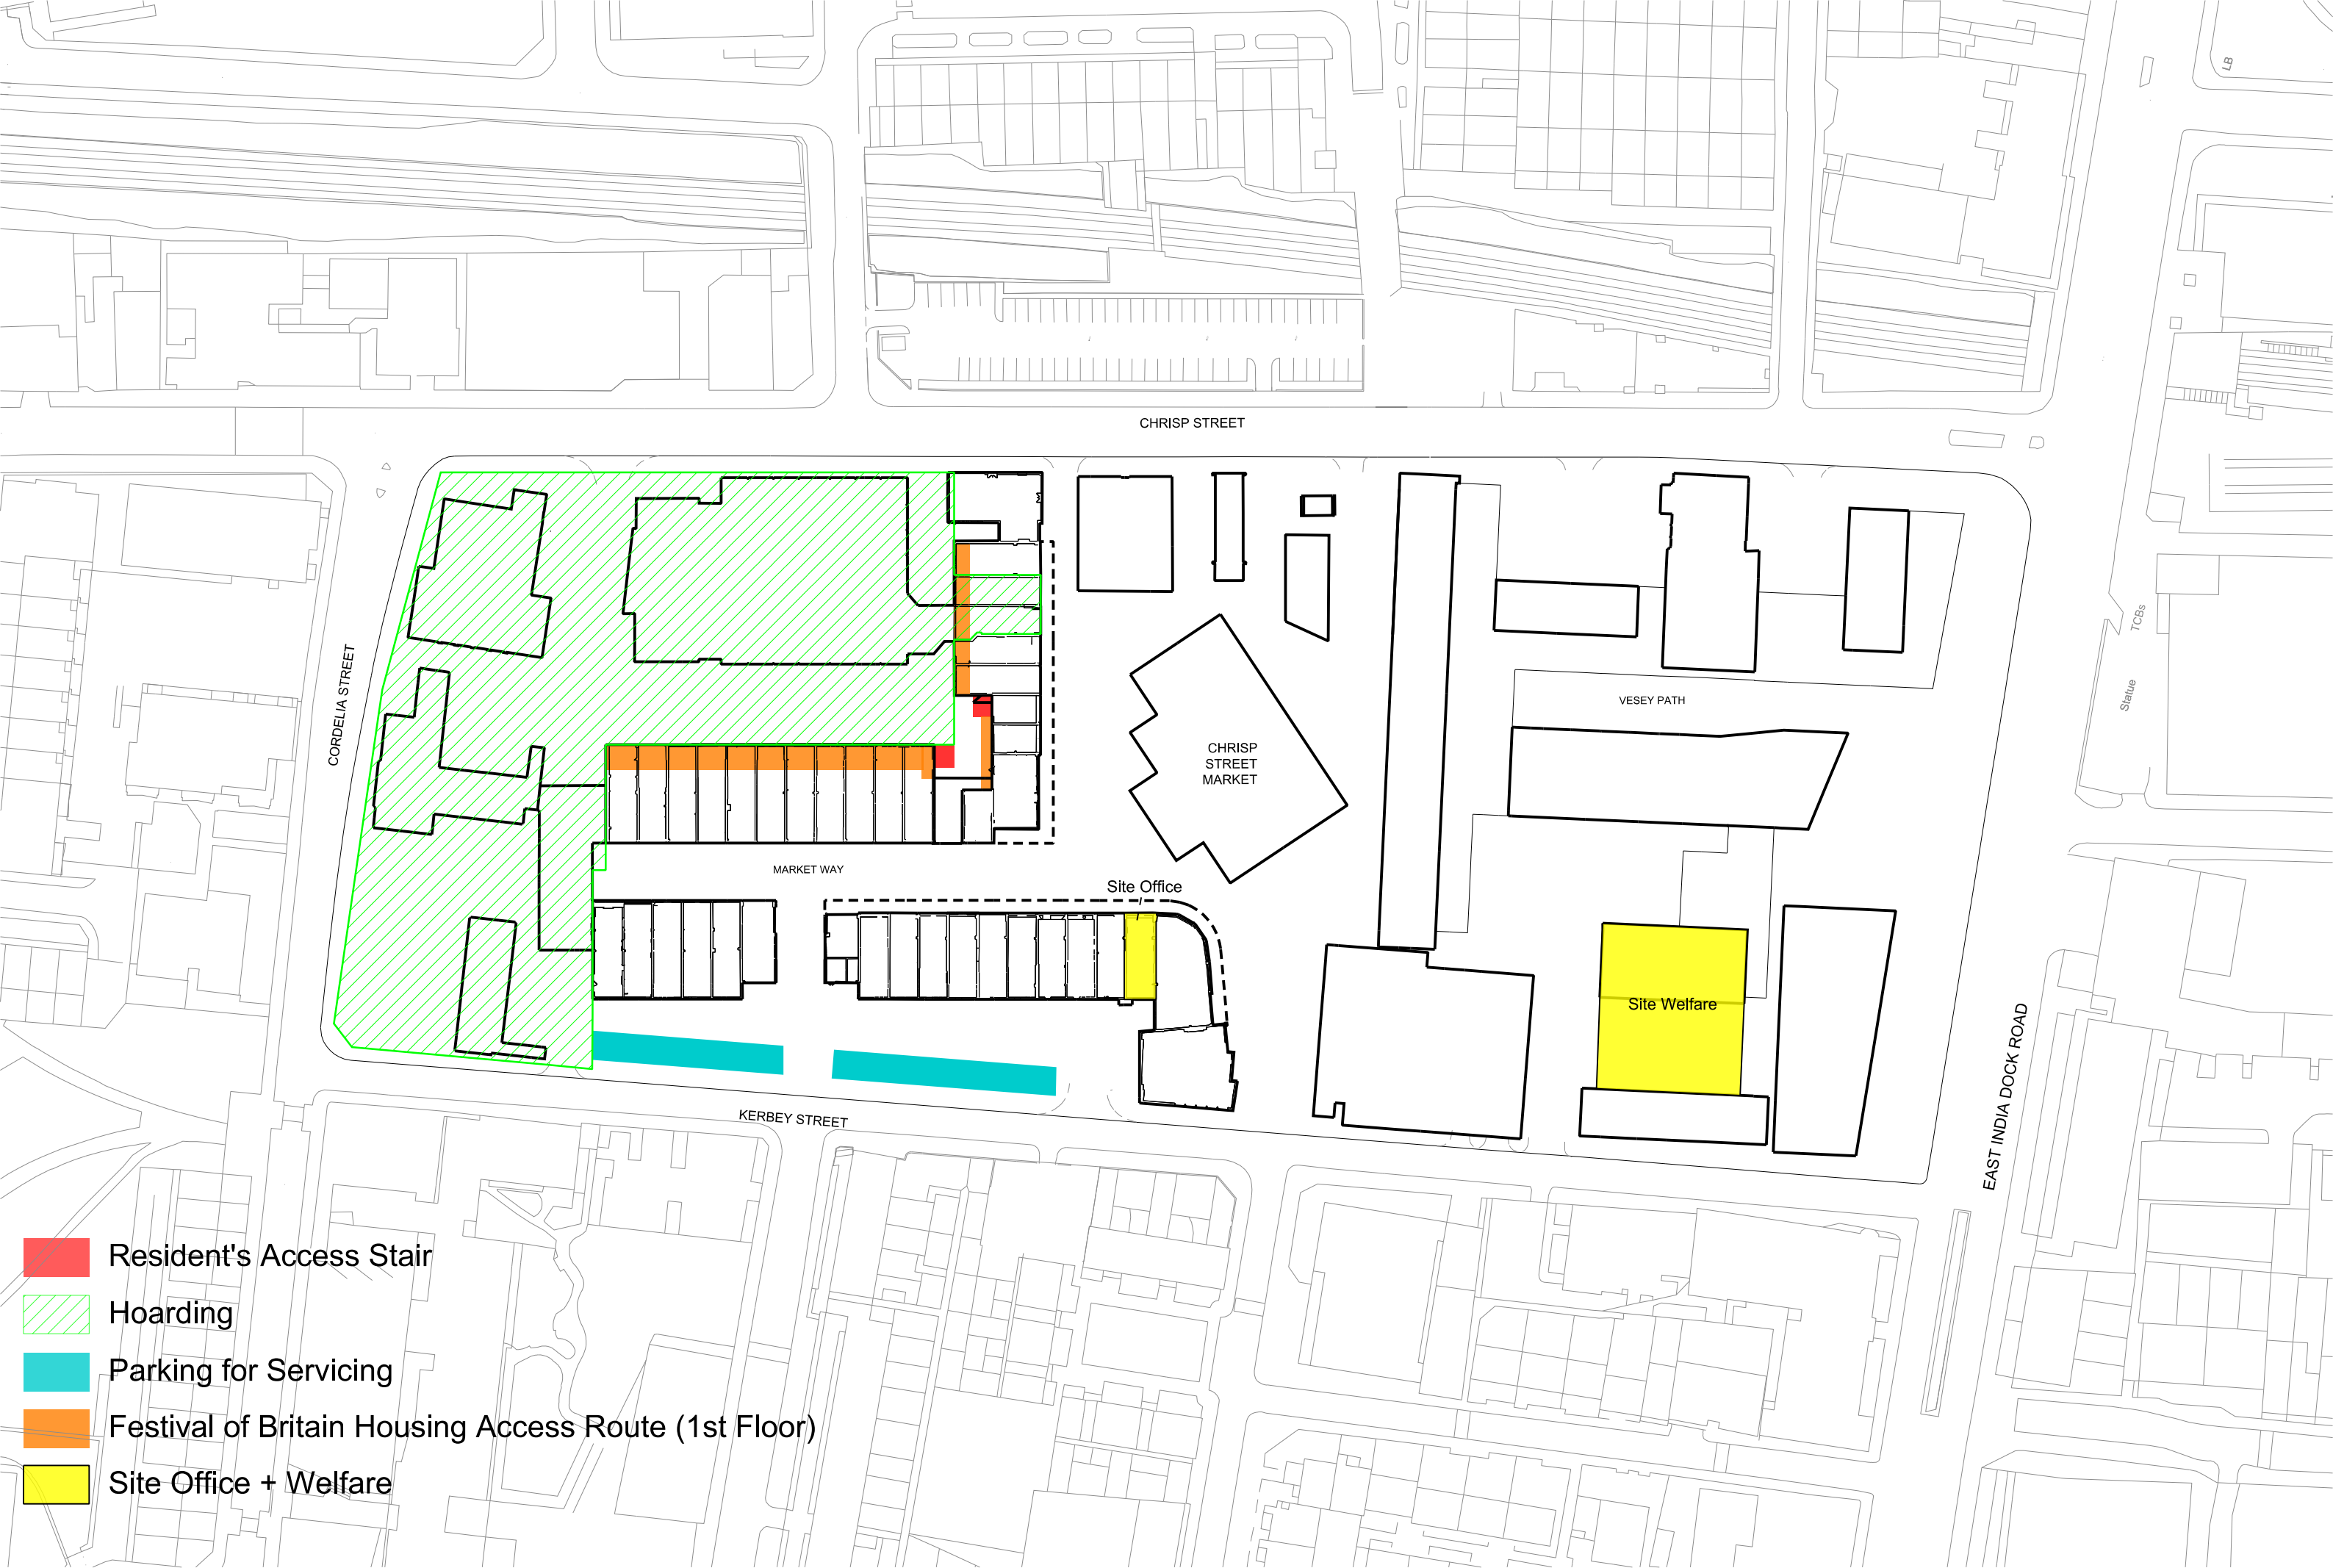 LB
CHRISP STREET
TCBs
CORDELIA STREET
Statue
VESEY PATH
CHRISP
STREET
MARKET
MARKET WAY
Site Office
Site Welfare
EAST INDIA DOCK ROAD
KERBEY STREET
Resident's Access Stair
Hoarding
Parking for Servicing
Festival of Britain Housing Access Route (1st Floor)
Site Office + Welfare